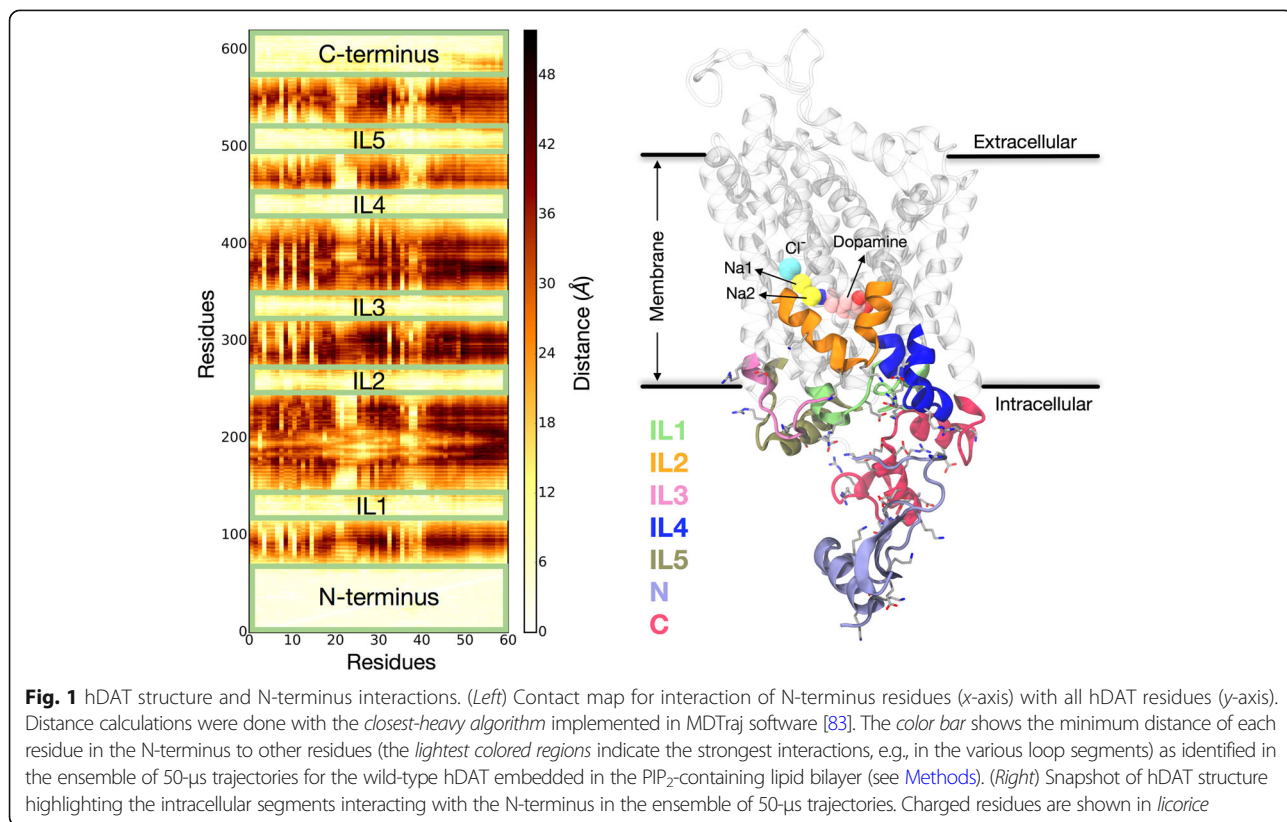 600
500
400
300
200
100
0
C-terminus
IL5
IL4
IL3
IL2
IL1
N-terminus
Residues
0 10 20 30 40 50 60
Residues
48
42
36
30
24
18
12
6
0
Distance (Å)
Extracellular
Membrane
Cl⁻
Dopamine
Na1
Na2
Intracellular
IL1
IL2
IL3
IL4
IL5
N
C
Fig. 1 hDAT structure and N-terminus interactions. (Left) Contact map for interaction of N-terminus residues (x-axis) with all hDAT residues (y-axis).
Distance calculations were done with the closest-heavy algorithm implemented in MDTraj software [83]. The color bar shows the minimum distance of each
residue in the N-terminus to other residues (the lightest colored regions indicate the strongest interactions, e.g., in the various loop segments) as identified in
the ensemble of 50-μs trajectories for the wild-type hDAT embedded in the PIP₂-containing lipid bilayer (see Methods). (Right) Snapshot of hDAT structure
highlighting the intracellular segments interacting with the N-terminus in the ensemble of 50-μs trajectories. Charged residues are shown in licorice